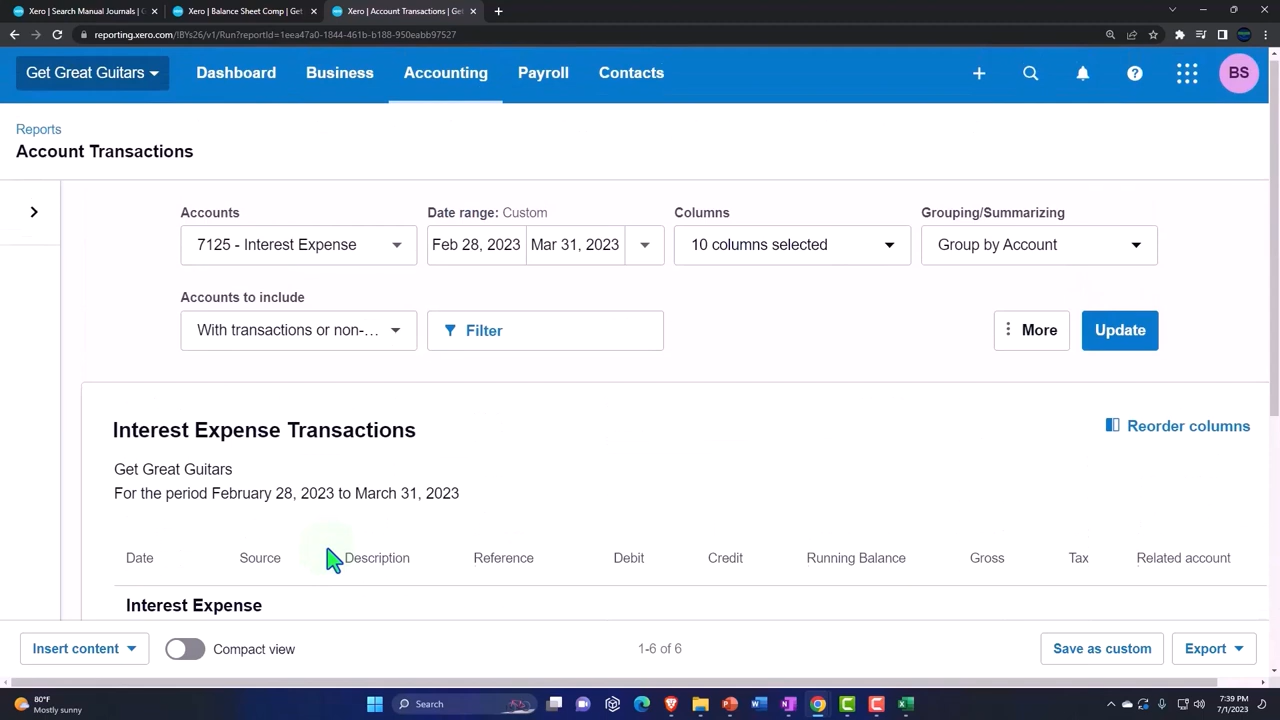 Xero | Search Manual Journals | G
Xero | Balance Sheet Comp | Get
Xero | Account Transactions | Get
reporting.xero.com/!BYs26/v1/Run?reportId=1eea47a0-1844-461b-b188-950eabb97527
Get Great Guitars
Dashboard
Business
Accounting
Payroll
Contacts
BS
Reports
Account Transactions
Accounts
Date range: Custom
Columns
Grouping/Summarizing
7125 - Interest Expense
Feb 28, 2023
Mar 31, 2023
10 columns selected
Group by Account
Accounts to include
With transactions or non-...
Filter
More
Update
Interest Expense Transactions
Reorder columns
Get Great Guitars
For the period February 28, 2023 to March 31, 2023
Date
Source
Description
Reference
Debit
Credit
Running Balance
Gross
Tax
Related account
Interest Expense
Insert content
Compact view
1-6 of 6
Save as custom
Export
80°F
Mostly sunny
Search
7:39 PM
7/1/2023